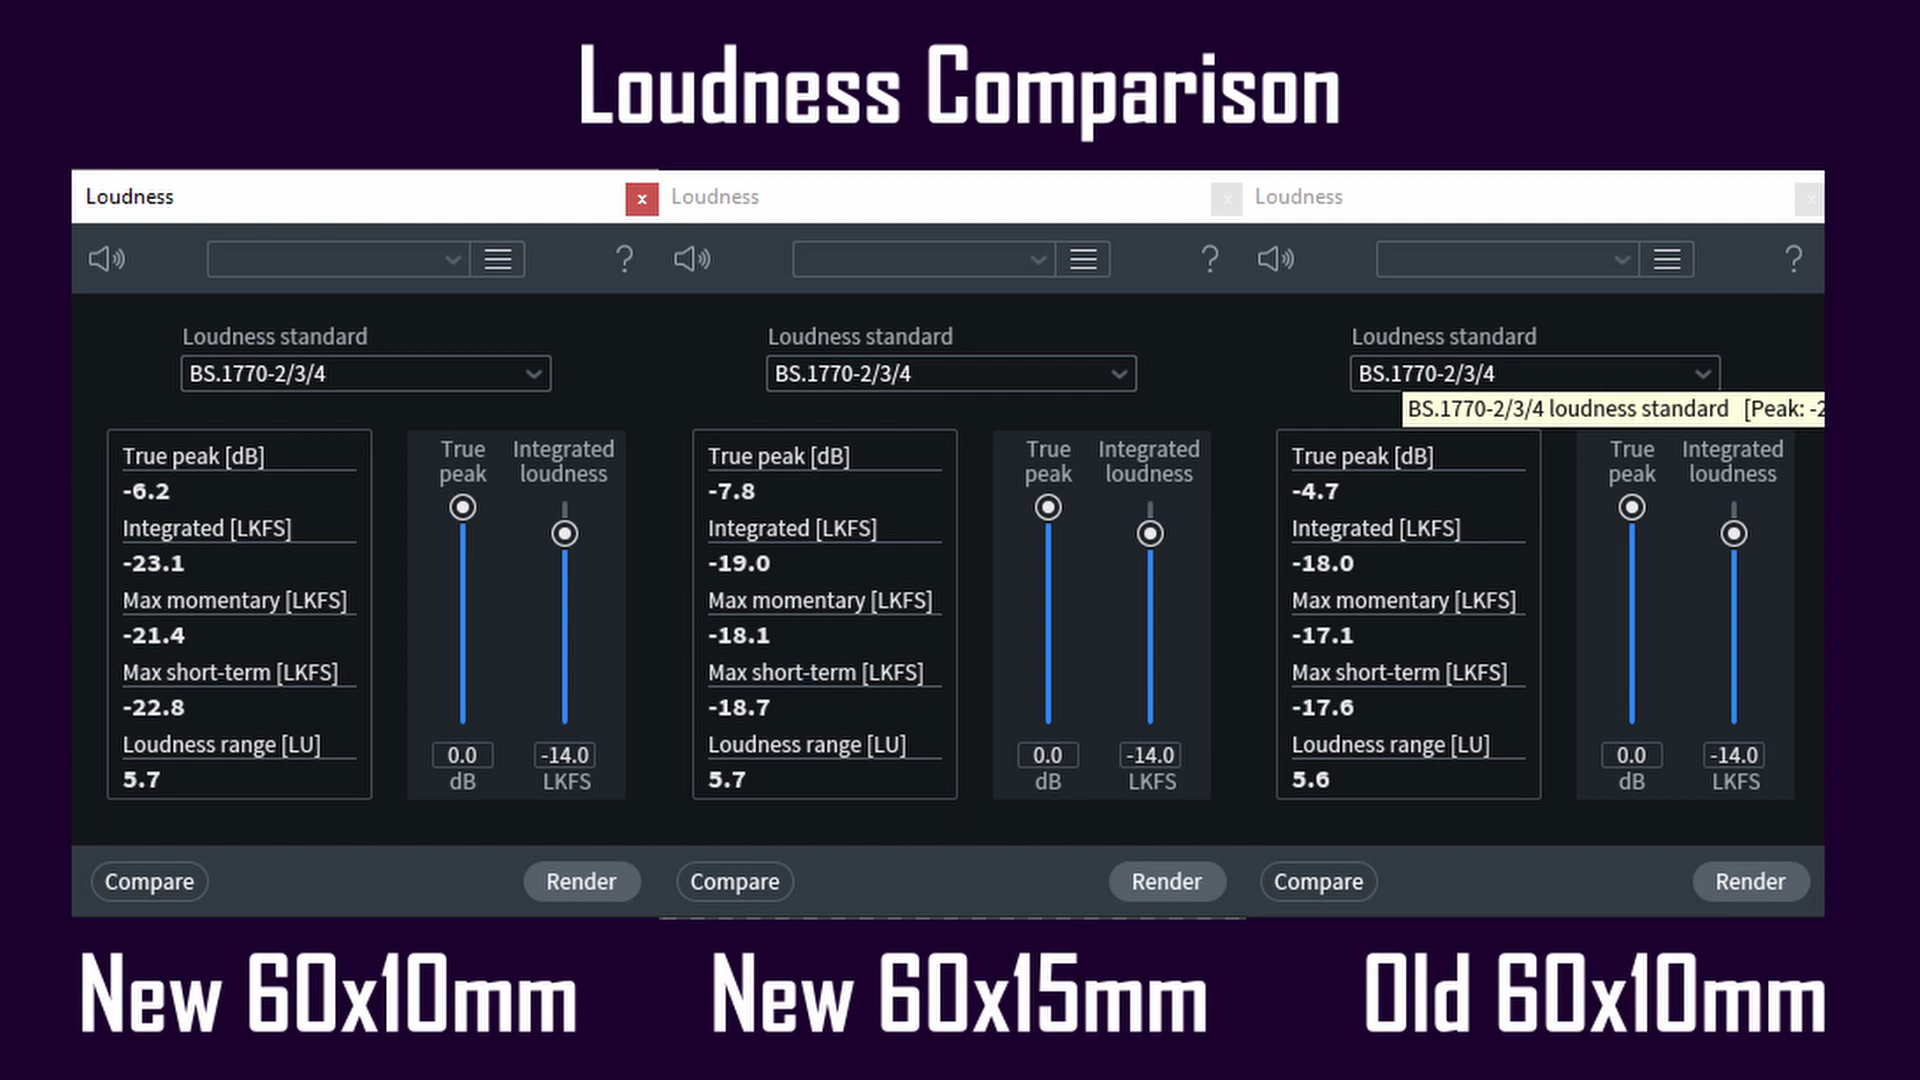 Loudness Comparison
Loudness
x
?
Loudness standard
BS.1770-2/3/4
True peak [dB]
-6.2
Integrated [LKFS]
-23.1
Max momentary [LKFS]
-21.4
Max short-term [LKFS]
-22.8
Loudness range [LU]
5.7
True peak
Integrated loudness
0.0
dB
-14.0
LKFS
Compare
Render
Loudness
x
?
Loudness standard
BS.1770-2/3/4
True peak [dB]
-7.8
Integrated [LKFS]
-19.0
Max momentary [LKFS]
-18.1
Max short-term [LKFS]
-18.7
Loudness range [LU]
5.7
True peak
Integrated loudness
0.0
dB
-14.0
LKFS
Compare
Render
Loudness
x
?
Loudness standard
BS.1770-2/3/4
BS.1770-2/3/4 loudness standard [Peak: -2
True peak [dB]
-4.7
Integrated [LKFS]
-18.0
Max momentary [LKFS]
-17.1
Max short-term [LKFS]
-17.6
Loudness range [LU]
5.6
True peak
Integrated loudness
0.0
dB
-14.0
LKFS
Compare
Render
New 60x10mm
New 60x15mm
Old 60x10mm